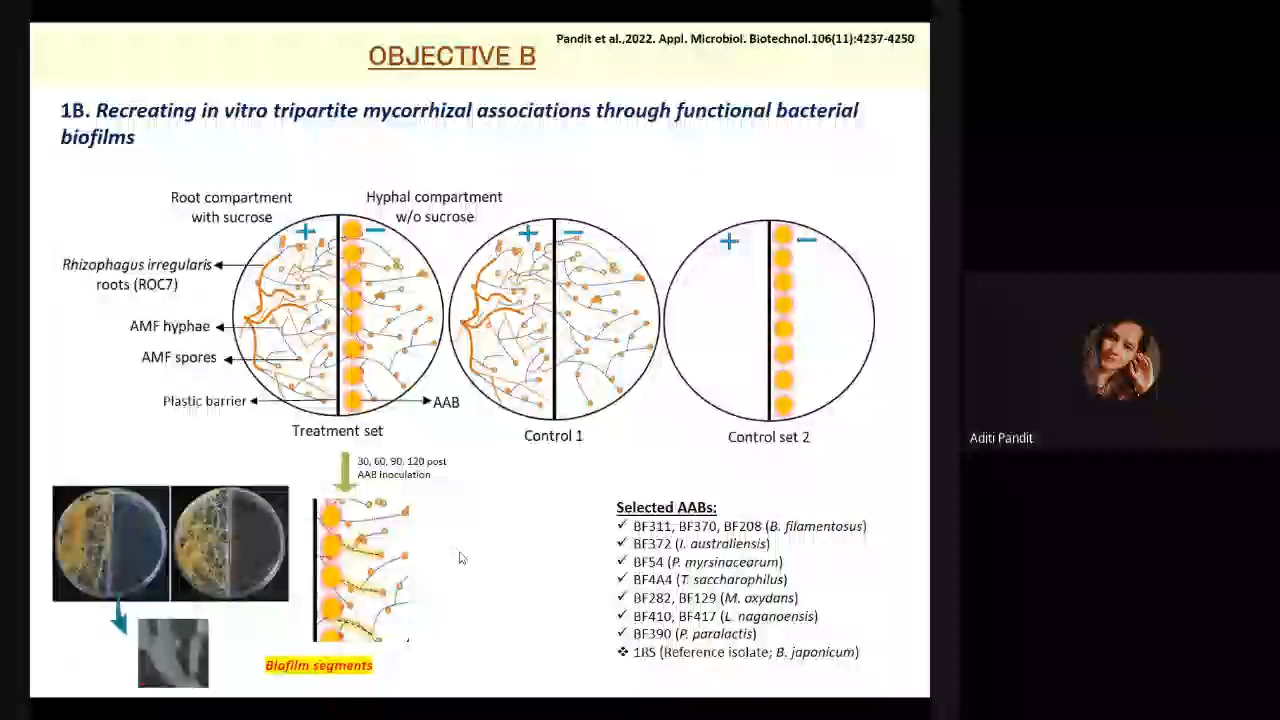 Pandit et al.,2022. Appl. Microbiol. Biotechnol.106(11):4237-4250
OBJECTIVE B
1B. Recreating in vitro tripartite mycorrhizal associations through functional bacterial
biofilms
Root compartment
with sucrose
Hyphal compartment
w/o sucrose
+
−
+
−
+
−
Rhizophagus irregularis
roots (ROC7)
AMF hyphae
AMF spores
Plastic barrier
AAB
Treatment set
Control 1
Control set 2
30, 60, 90, 120 post
AAB inoculation
Biofilm segments
Selected AABs:
✓ BF311, BF370, BF208 (B. filamentosus)
✓ BF372 (I. australiensis)
✓ BF54 (P. myrsinacearum)
✓ BF4A4 (T. saccharophilus)
✓ BF282, BF129 (M. oxydans)
✓ BF410, BF417 (L. naganoensis)
✓ BF390 (P. paralactis)
❖ 1RS (Reference isolate; B. japonicum)
Aditi Pandit